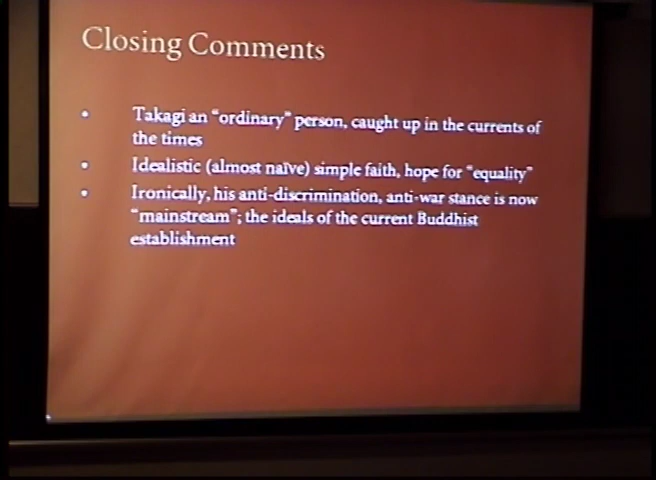 Closing Comments
• Takagi an "ordinary" person, caught up in the currents of
the times
• Idealistic (almost naïve) simple faith, hope for "equality"
• Ironically, his anti-discrimination, anti-war stance is now
"mainstream"; the ideals of the current Buddhist
establishment